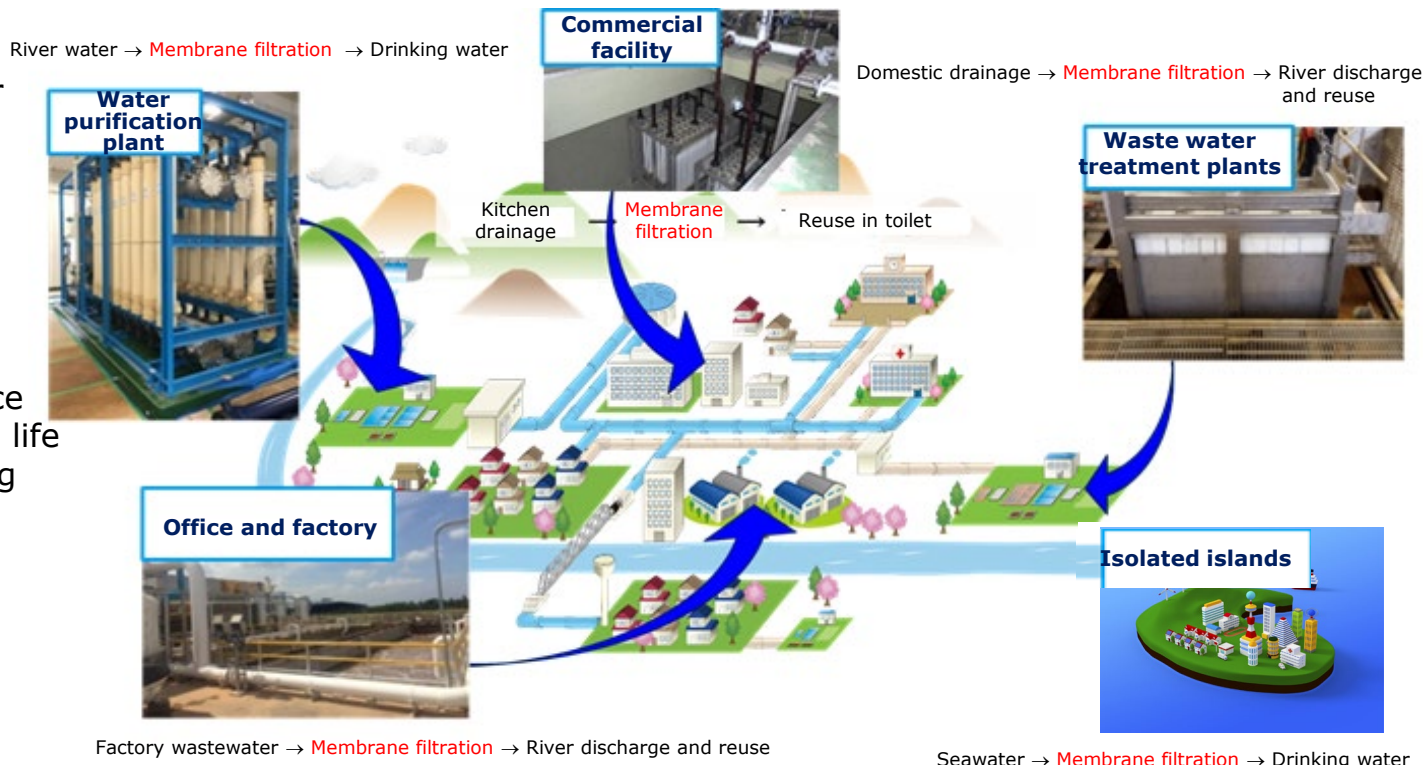 River water → Membrane filtration → Drinking water
r
Water
purification
plant
Commercial
facility
Domestic drainage → Membrane filtration → River discharge
and reuse
Waste water
treatment plants
Kitchen
drainage
→ Membrane
filtration
→ Reuse in toilet
ce
life
g
Office and factory
Isolated islands
Factory wastewater → Membrane filtration → River discharge and reuse
Seawater → Membrane filtration → Drinking water